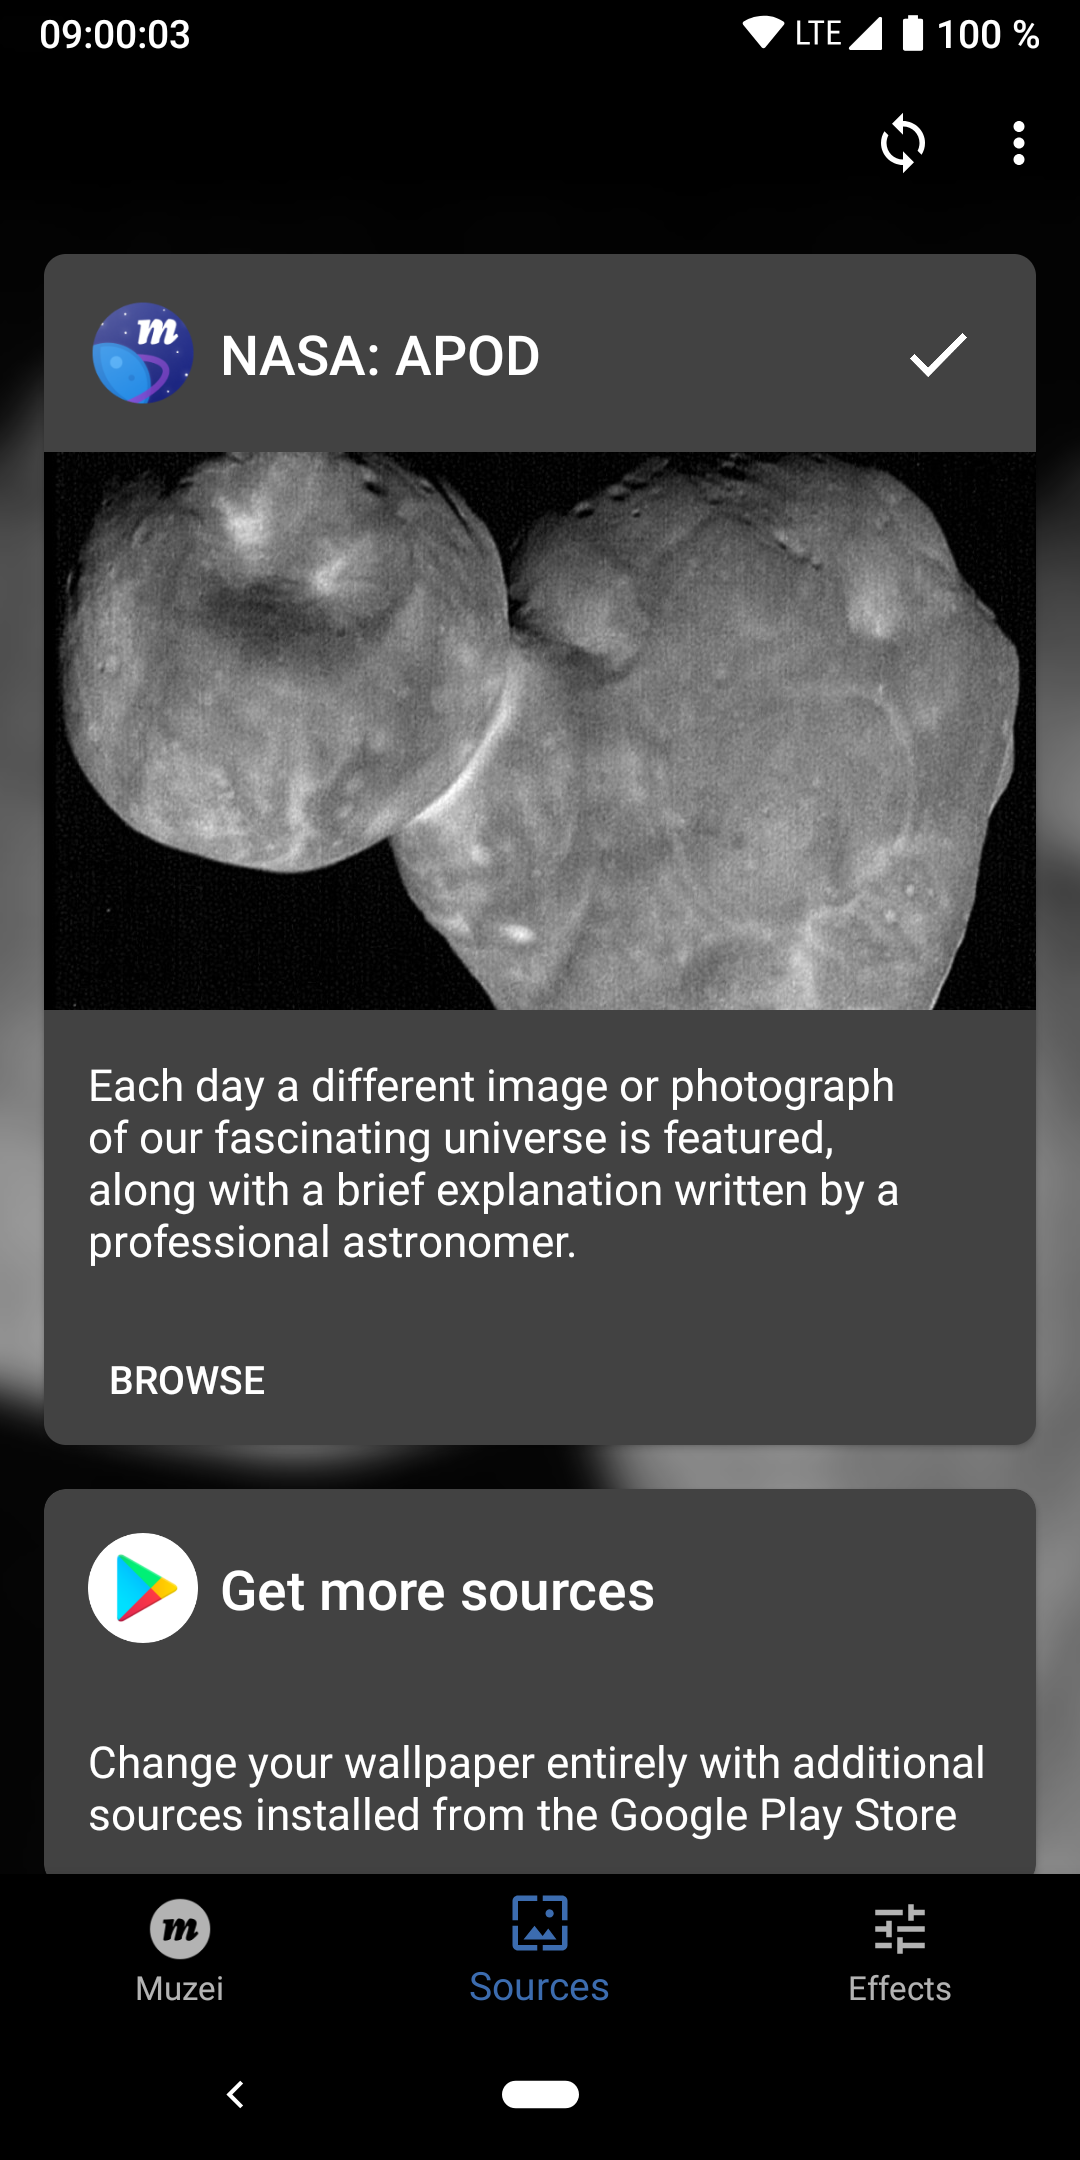 09:00:03 LTE 100 %
m
NASA: APOD
Each day a different image or photograph
of our fascinating universe is featured,
along with a brief explanation written by a
professional astronomer.
BROWSE
Get more sources
Change your wallpaper entirely with additional
sources installed from the Google Play Store
m
Muzei Sources Effects